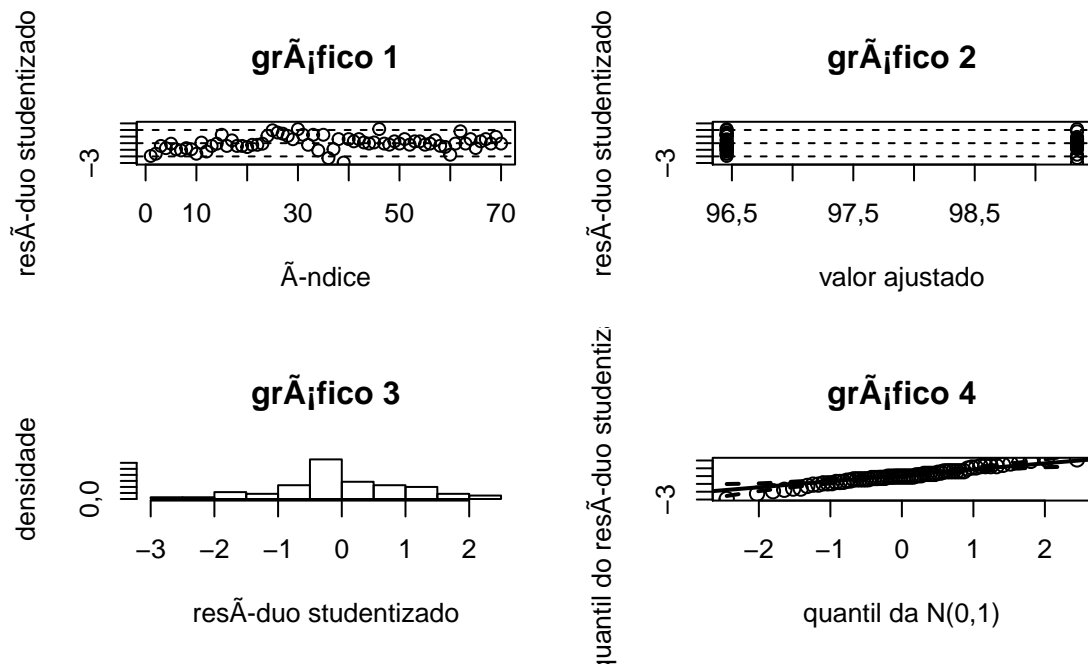 grÃ¡fico 1
resÃ-duo studentizado
−3
0 10 30 50 70
Ã-ndice
grÃ¡fico 2
resÃ-duo studentizado
−3
96,5 97,5 98,5
valor ajustado
grÃ¡fico 3
densidade
0,0
−3 −2 −1 0 1 2
resÃ-duo studentizado
grÃ¡fico 4
quantil do resÃ-duo studentiz
−3
−2 −1 0 1 2
quantil da N(0,1)